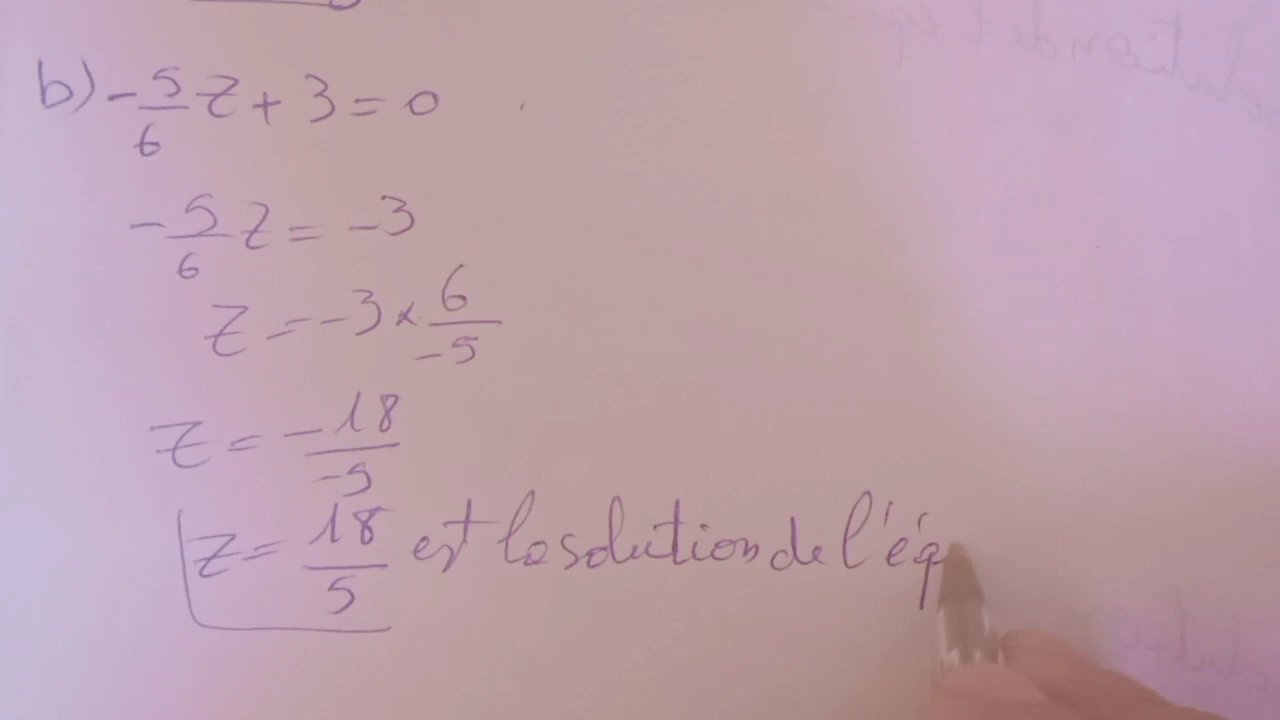 b) -5/6 z + 3 = 0
-5/6 z = -3
z = -3 × 6/-5
z = -18/-5
z = 18/5 est la solution de l'éq